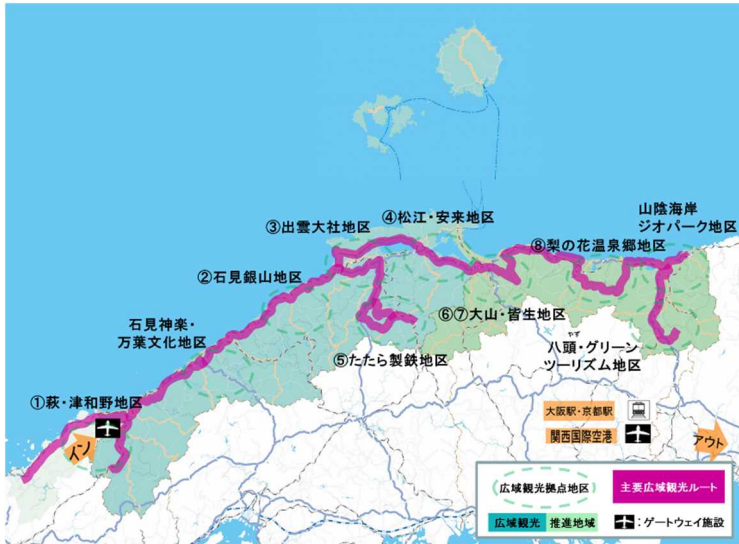 山陰海岸
ジオパーク地区
④松江・安来地区
③出雲大社地区
⑧梨の花温泉郷地区
②石見銀山地区
石見神楽・
万葉文化地区
⑥⑦大山・皆生地区
やず
八頭・グリーン
ツーリズム地区
⑤たたら製鉄地区
①萩・津和野地区
イン
大阪駅・京都駅
関西国際空港
アウト
広域観光拠点地区
主要広域観光ルート
広域観光 推進地域
:ゲートウェイ施設